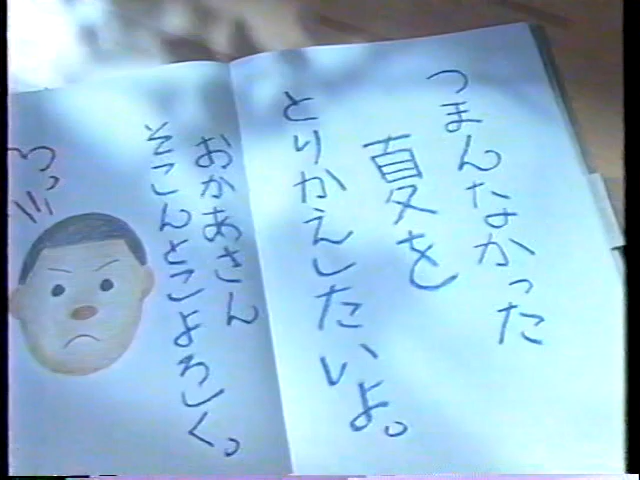 つまんなかった
夏を
とりかえしたいよ。
おかあさん
そこんとこよろしく。